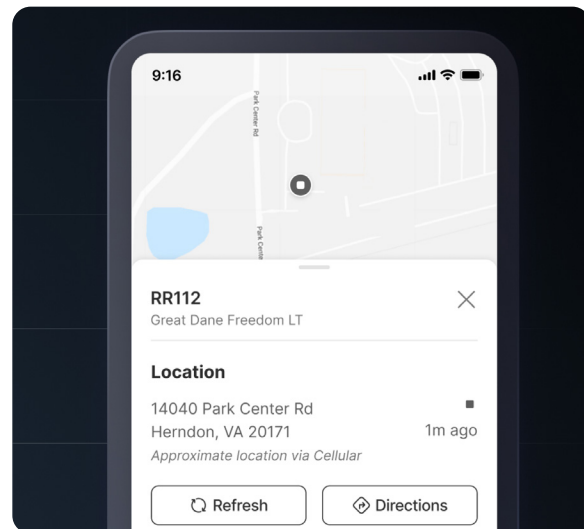 9:16
Park Center Rd
Park Cente
RR112
Great Dane Freedom LT
Location
14040 Park Center Rd
Herndon, VA 20171
1m ago
Approximate location via Cellular
Refresh
Directions